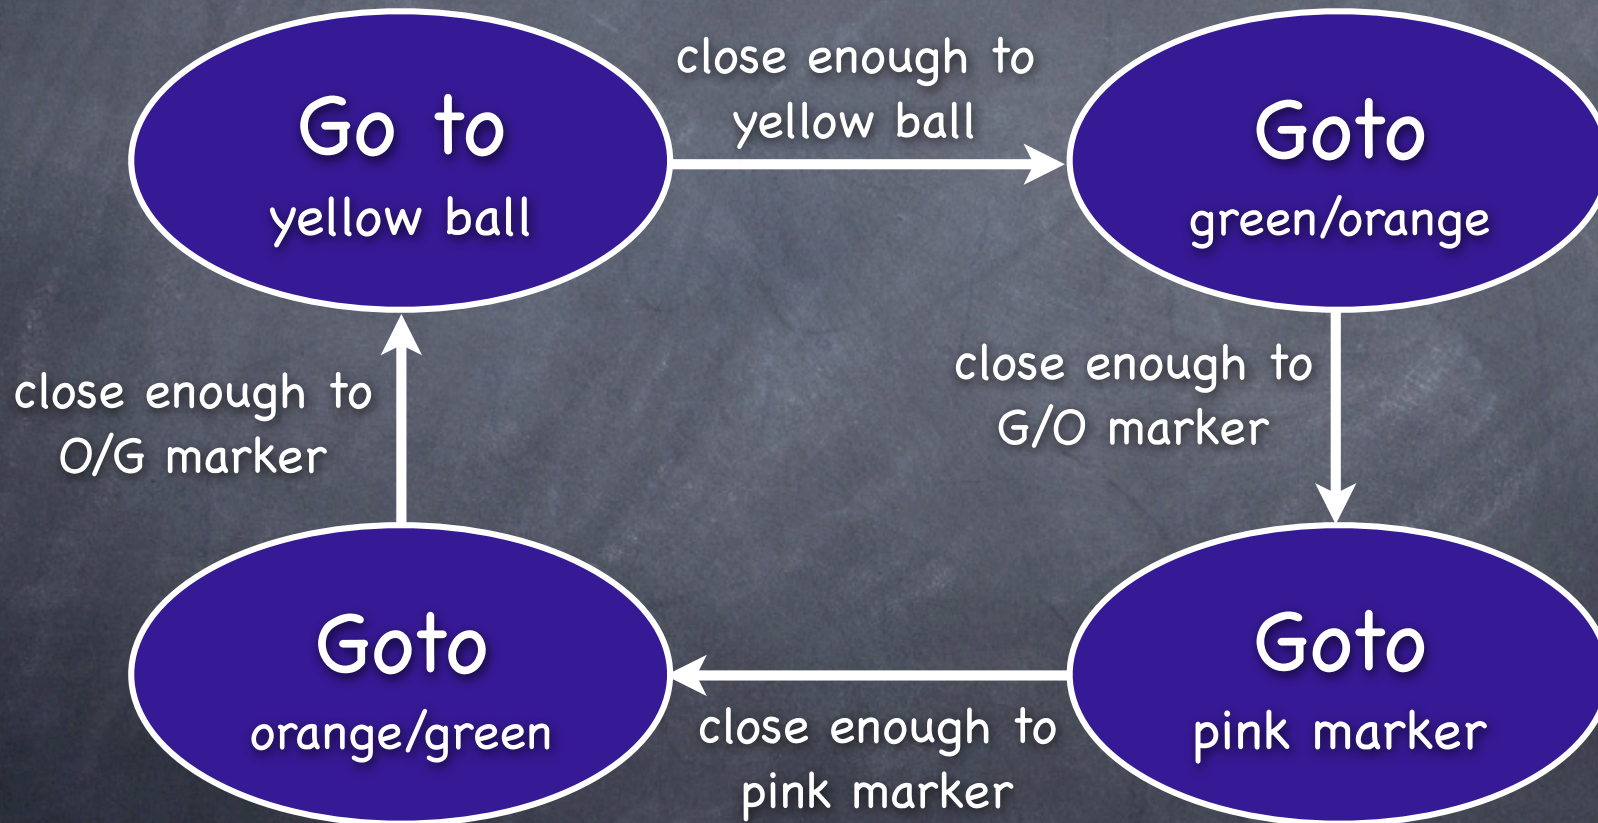 Go to
yellow ball
close enough to
yellow ball
Goto
green/orange
close enough to
O/G marker
close enough to
G/O marker
Goto
orange/green
close enough to
pink marker
Goto
pink marker